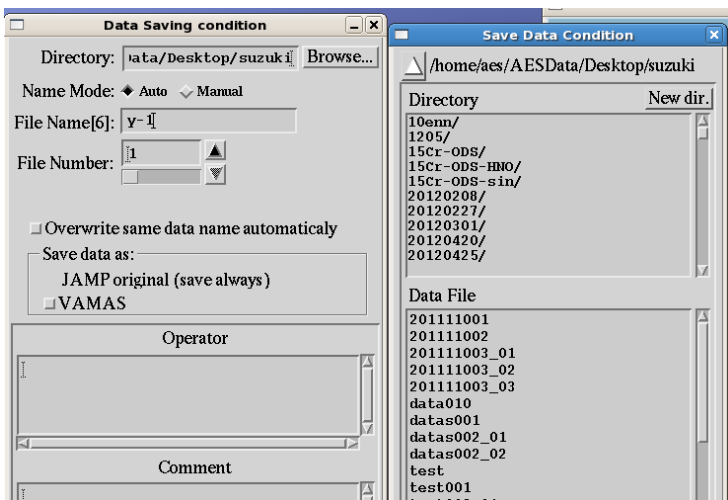 Data Saving condition
Directory: ata/Desktop/suzuki Browse...
Name Mode: Auto Manual
File Name[6]: y-1
File Number: 1
Overwrite same data name automaticaly
Save data as:
JAMP original (save always)
VAMAS
Operator
Comment
Save Data Condition
/home/aes/AESData/Desktop/suzuki
Directory New dir.
10enn/
1205/
15Cr-ODS/
15Cr-ODS-HNO/
15Cr-ODS-sin/
20120208/
20120227/
20120301/
20120420/
20120425/
Data File
201111001
201111002
201111003_01
201111003_02
201111003_03
data010
datas001
datas002_01
datas002_02
test
test001